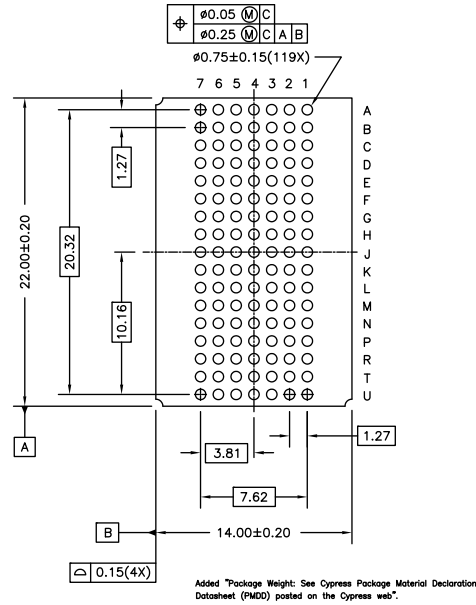 ⌖ ø0.05 Ⓜ C
ø0.25 Ⓜ C A B
ø0.75±0.15(119X)
7 6 5 4 3 2 1
A
B
C
D
E
F
G
H
J
K
L
M
N
P
R
T
U
1.27
20.32
22.00±0.20
10.16
A
1.27
3.81
7.62
B
14.00±0.20
⌓ 0.15(4X)
Added "Package Weight: See Cypress Package Material Declaration
Datasheet (PMDD) posted on the Cypress web".